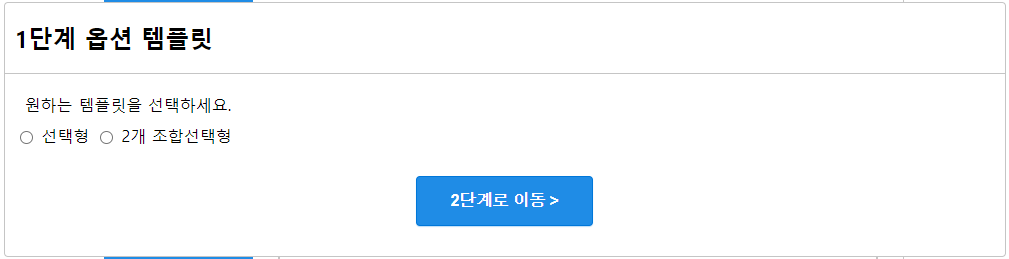 1단계 옵션 템플릿
원하는 템플릿을 선택하세요.
선택형 2개 조합선택형
2단계로 이동 >